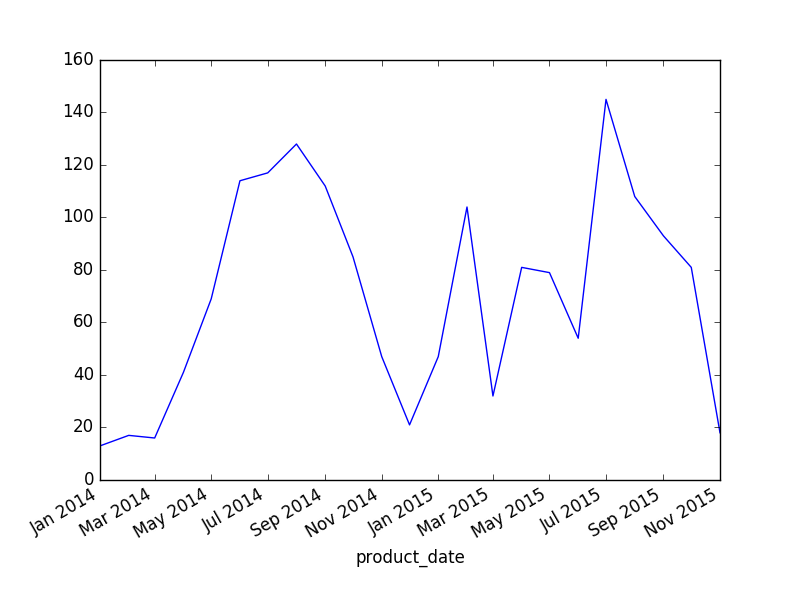 160
140
120
100
80
60
40
20
0
Jan 2014
Mar 2014
May 2014
Jul 2014
Sep 2014
Nov 2014
Jan 2015
Mar 2015
May 2015
Jul 2015
Sep 2015
Nov 2015
product_date